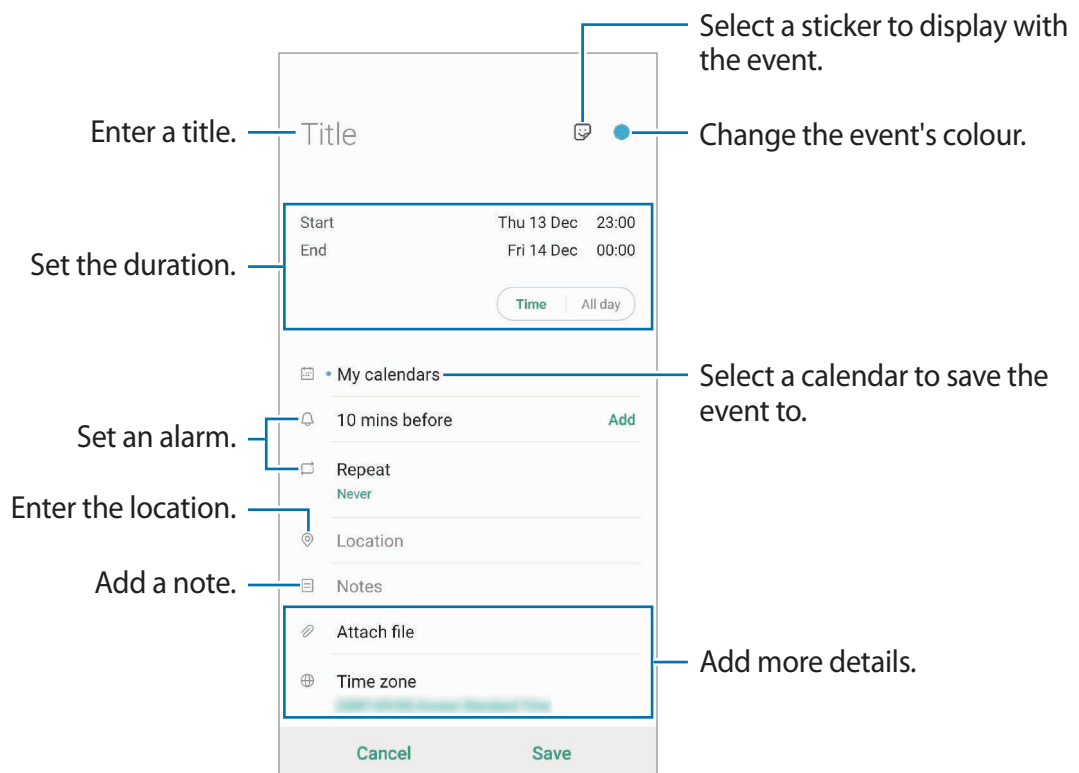 Select a sticker to display with
the event.
Enter a title.
Title
Change the event's colour.
Start Thu 13 Dec 23:00
End Fri 14 Dec 00:00
Set the duration.
Time All day
My calendars
Select a calendar to save the
event to.
10 mins before Add
Set an alarm.
Repeat
Never
Enter the location.
Location
Add a note.
Notes
Attach file
Add more details.
Time zone
Cancel Save